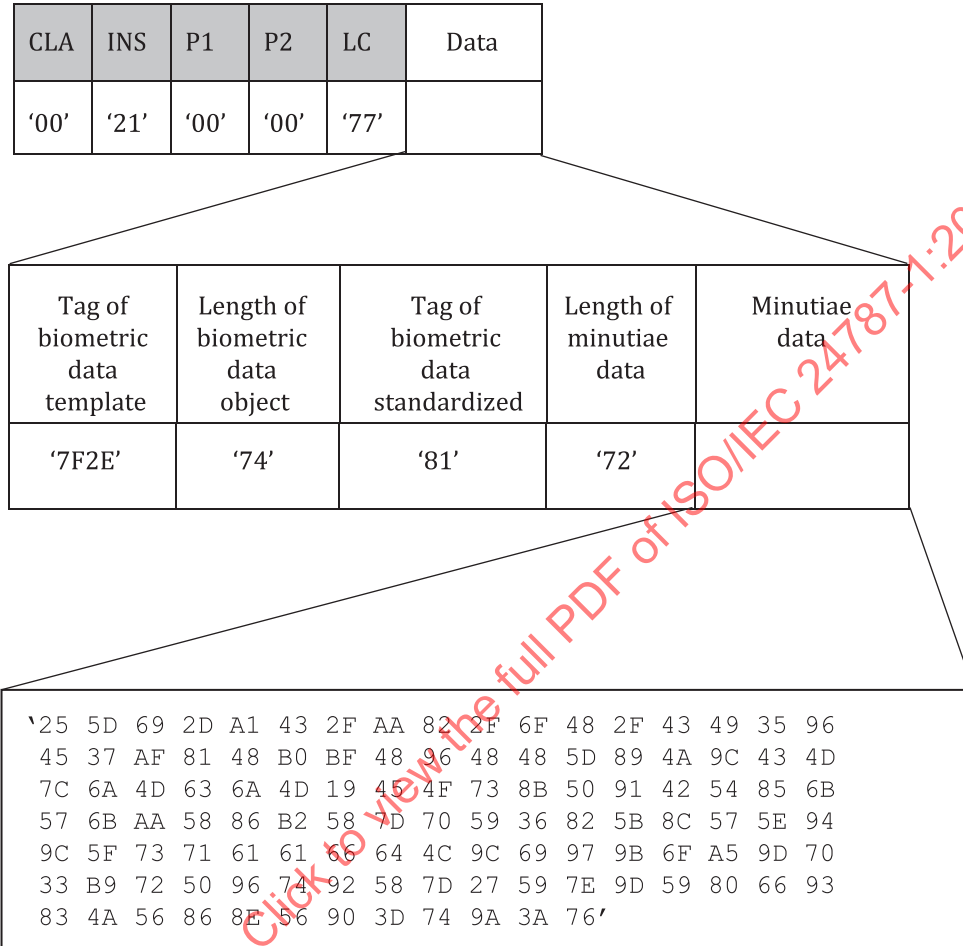 CLA INS P1 P2 LC Data
‘00’ ‘21’ ‘00’ ‘00’ ‘77’
Tag of biometric data template
Length of biometric data object
Tag of biometric data standardized
Length of minutiae data
Minutiae data
‘7F2E’ ‘74’ ‘81’ ‘72’
‘25 5D 69 2D A1 43 2F AA 82 2F 6F 48 2F 43 49 35 96
45 37 AF 81 48 B0 BF 48 96 48 48 5D 89 4A 9C 43 4D
7C 6A 4D 63 6A 4D 19 45 4F 73 8B 50 91 42 54 85 6B
57 6B AA 58 86 B2 58 7D 70 59 36 82 5B 8C 57 5E 94
9C 5F 73 71 61 61 66 64 4C 9C 69 97 9B 6F A5 9D 70
33 B9 72 50 96 74 92 58 7D 27 59 7E 9D 59 80 66 93
83 4A 56 86 8E 56 90 3D 74 9A 3A 76’
Click to view the full PDF of ISO/IEC 24787-1:20